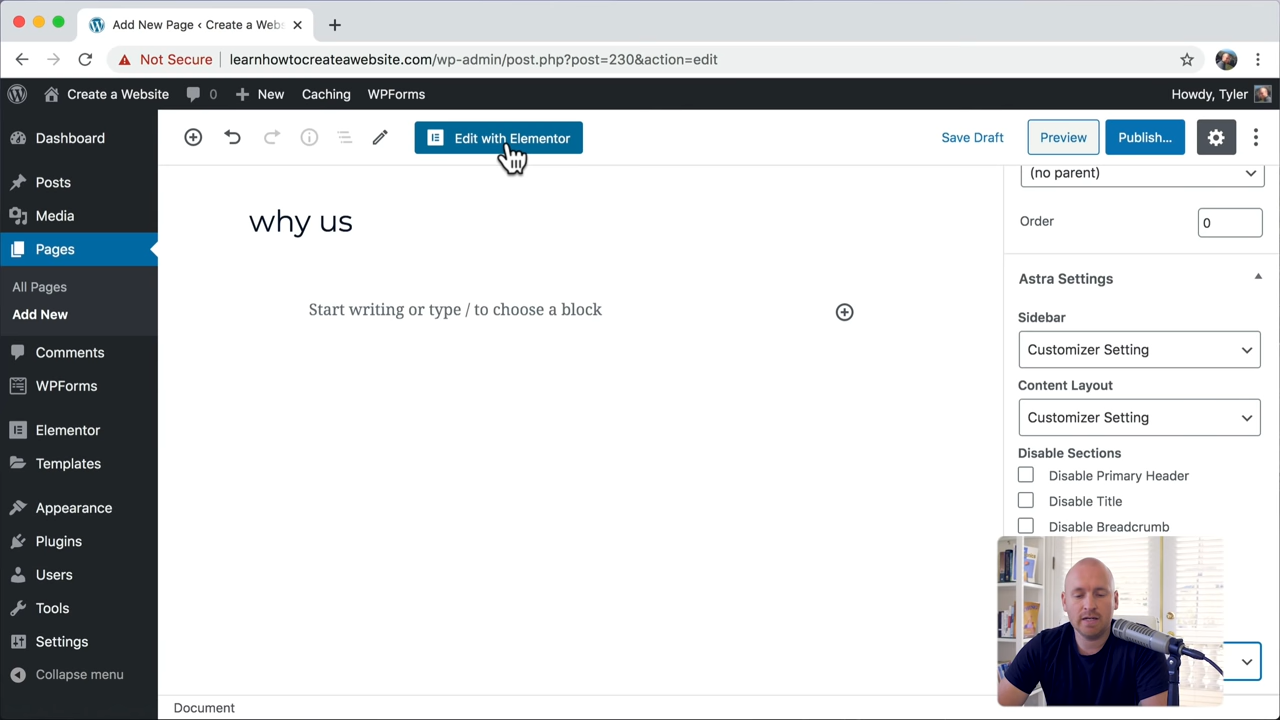 Add New Page ‹ Create a Web
Not Secure
learnhowtocreateawebsite.com/wp-admin/post.php?post=230&action=edit
Create a Website
0
New
Caching
WPForms
Howdy, Tyler
Dashboard
Posts
Media
Pages
All Pages
Add New
Comments
WPForms
Elementor
Templates
Appearance
Plugins
Users
Tools
Settings
Collapse menu
Edit with Elementor
Save Draft
Preview
Publish...
why us
Start writing or type / to choose a block
(no parent)
Order
0
Astra Settings
Sidebar
Customizer Setting
Content Layout
Customizer Setting
Disable Sections
Disable Primary Header
Disable Title
Disable Breadcrumb
Document